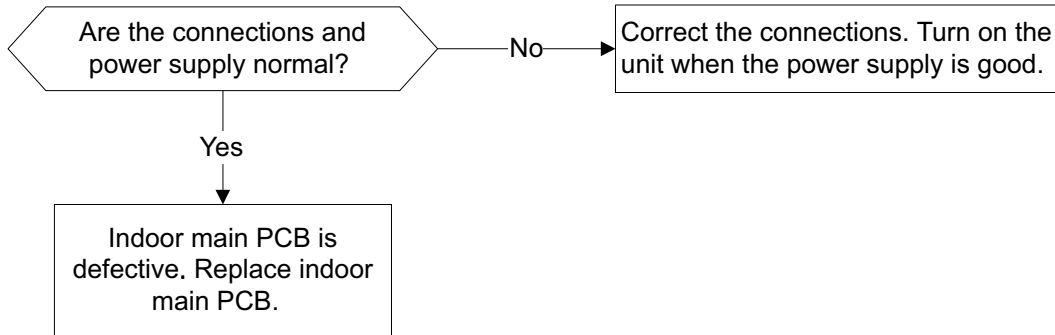 Are the connections and
power supply normal?
No
Correct the connections. Turn on the
unit when the power supply is good.
Yes
Indoor main PCB is
defective. Replace indoor
main PCB.